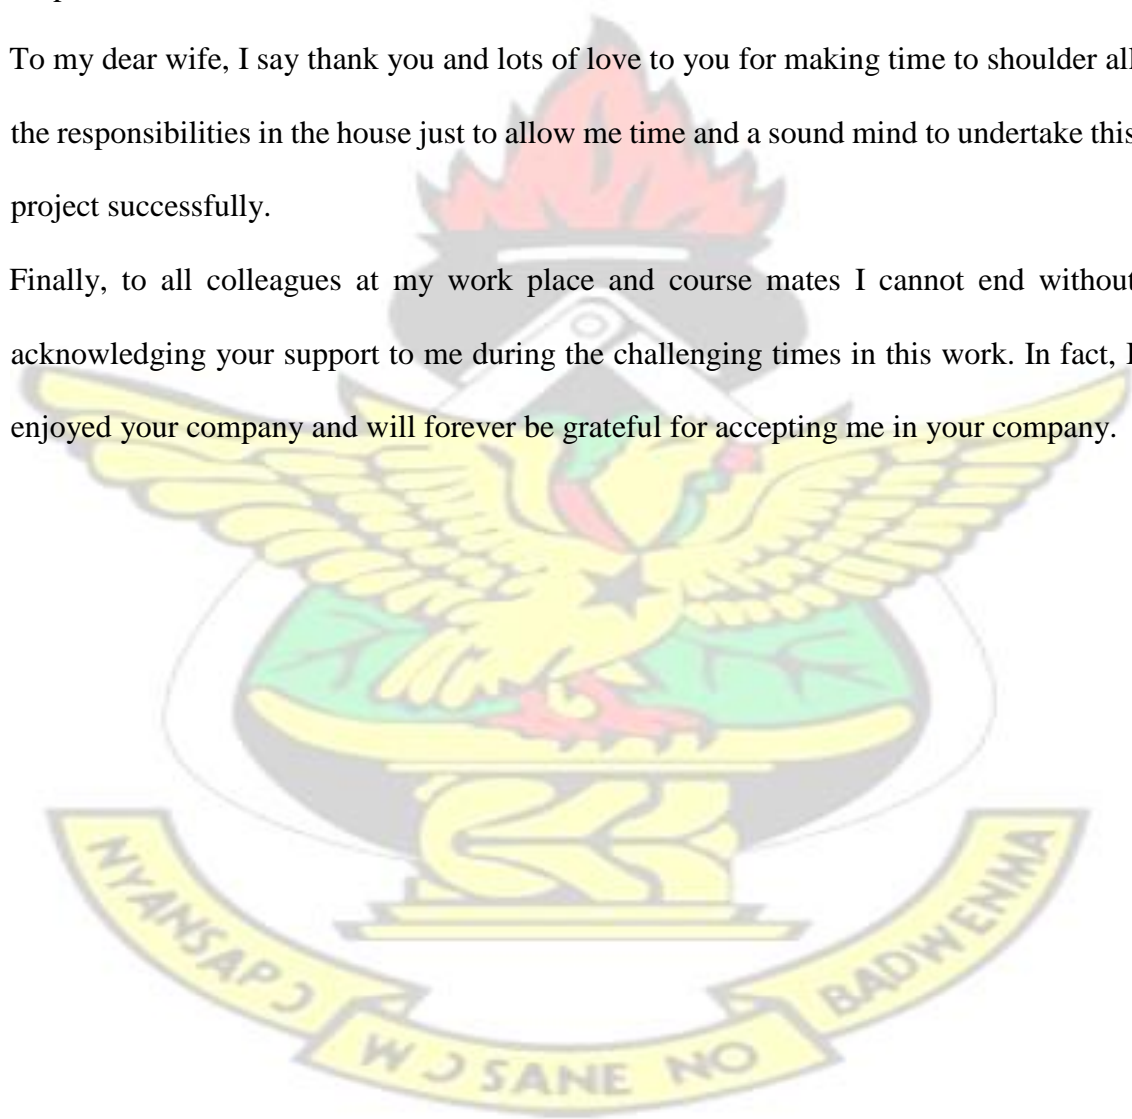 To my dear wife, I say thank you and lots of love to you for making time to shoulder all
the responsibilities in the house just to allow me time and a sound mind to undertake this
project successfully.
Finally, to all colleagues at my work place and course mates I cannot end without
acknowledging your support to me during the challenging times in this work. In fact, I
enjoyed your company and will forever be grateful for accepting me in your company.
NYANSAPƆ
WƆSANE NO
BADWENMA